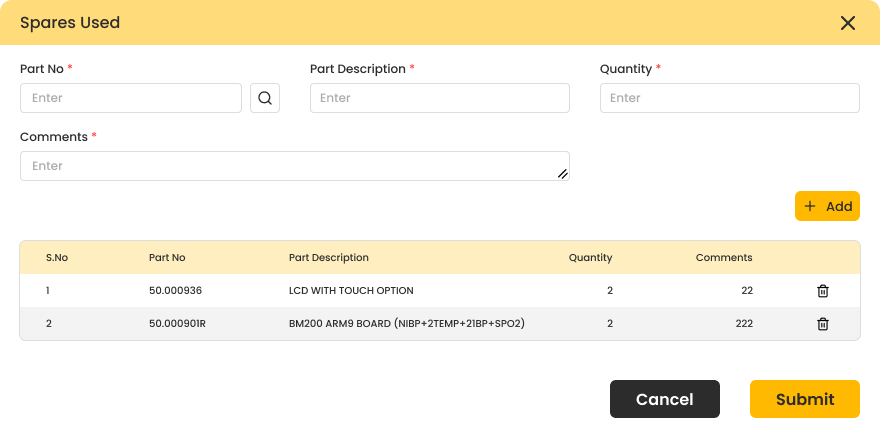 Spares Used
Part No * Part Description * Quantity *
Enter Enter Enter
Comments *
Enter
+ Add
S.No Part No Part Description Quantity Comments
1 50.000936 LCD WITH TOUCH OPTION 2 22
2 50.000901R BM200 ARM9 BOARD (NIBP+2TEMP+21BP+SPO2) 2 222
Cancel Submit